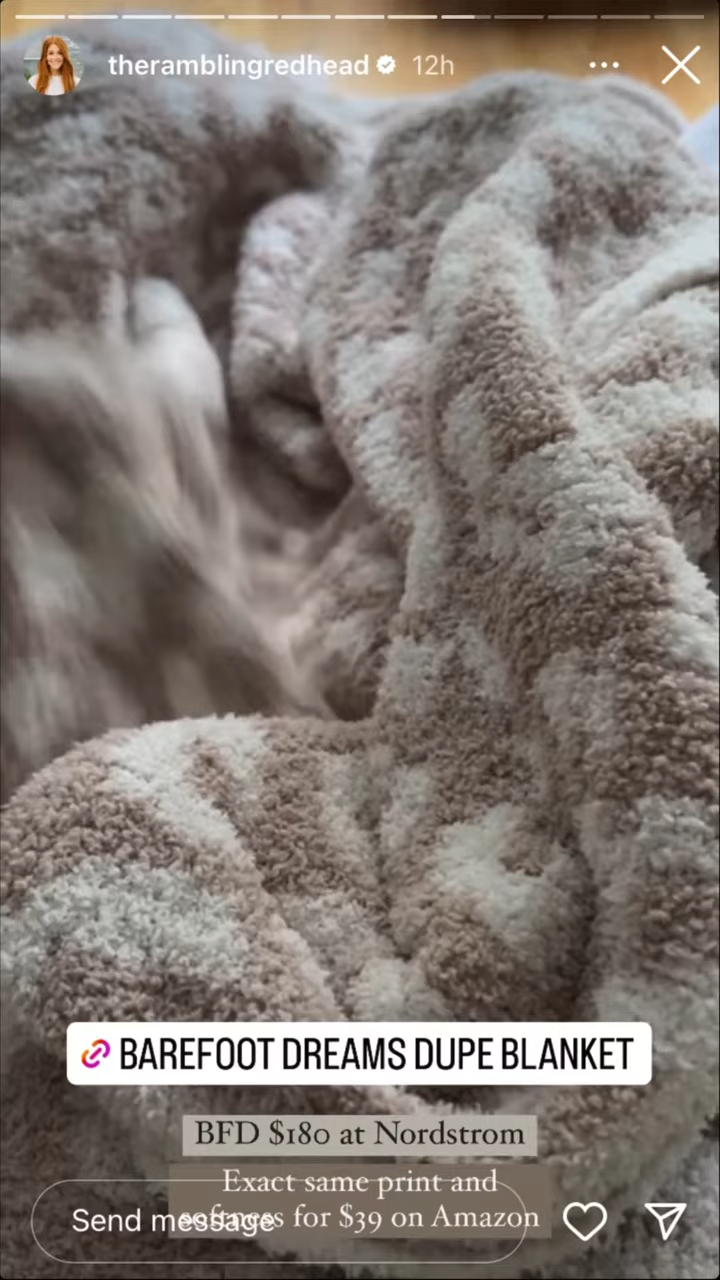 theramblingredhead 12h
BAREFOOT DREAMS DUPE BLANKET
BFD $180 at Nordstrom
Exact same print and
softness for $39 on Amazon
Send message